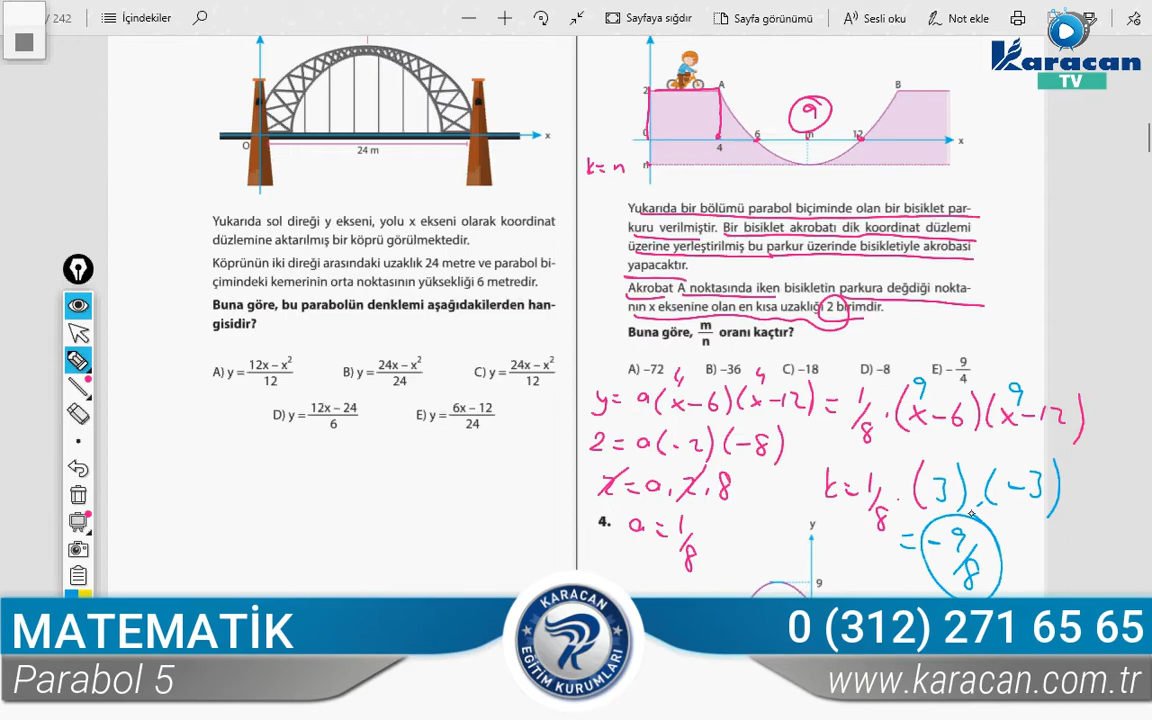 / 242
İçindekiler
Sayfaya sığdır
Sayfa görünümü
Sesli oku
Not ekle
Karacan
TV
O
x
24 m
Yukarıda sol direği y ekseni, yolu x ekseni olarak koordinat
düzlemine aktarılmış bir köprü görülmektedir.
Köprünün iki direği arasındaki uzaklık 24 metre ve parabol bi-
çimindeki kemerinin orta noktasının yüksekliği 6 metredir.
Buna göre, bu parabolün denklemi aşağıdakilerden han-
gisidir?
A) y = 12x – x² / 12 B) y = 24x – x² / 24 C) y = 24x – x² / 12
D) y = 12x – 24 / 6 E) y = 6x – 12 / 24
2 A B
9
0 4 6 m 12 x
k = n n
Yukarıda bir bölümü parabol biçiminde olan bir bisiklet par-
kuru verilmiştir. Bir bisiklet akrobatı dik koordinat düzlemi
üzerine yerleştirilmiş bu parkur üzerinde bisikletiyle akrobasi
yapacaktır.
Akrobat A noktasında iken bisikletin parkura değdiği nokta-
nın x eksenine olan en kısa uzaklığı 2 birimdir.
Buna göre, m/n oranı kaçtır?
A) –72 B) –36 C) –18 D) –8 E) – 9/4
4 4 9 9
y = a(x–6)(x–12) = 1/8 . (x–6)(x–12)
2 = a(-2)(-8)
2 = a.2.8
k = 1/8 . (3).(-3)
a = 1/8
= -9/8
4.
y
9
MATEMATİK
Parabol 5
KARACAN
EĞİTİM KURUMLARI
0 (312) 271 65 65
www.karacan.com.tr